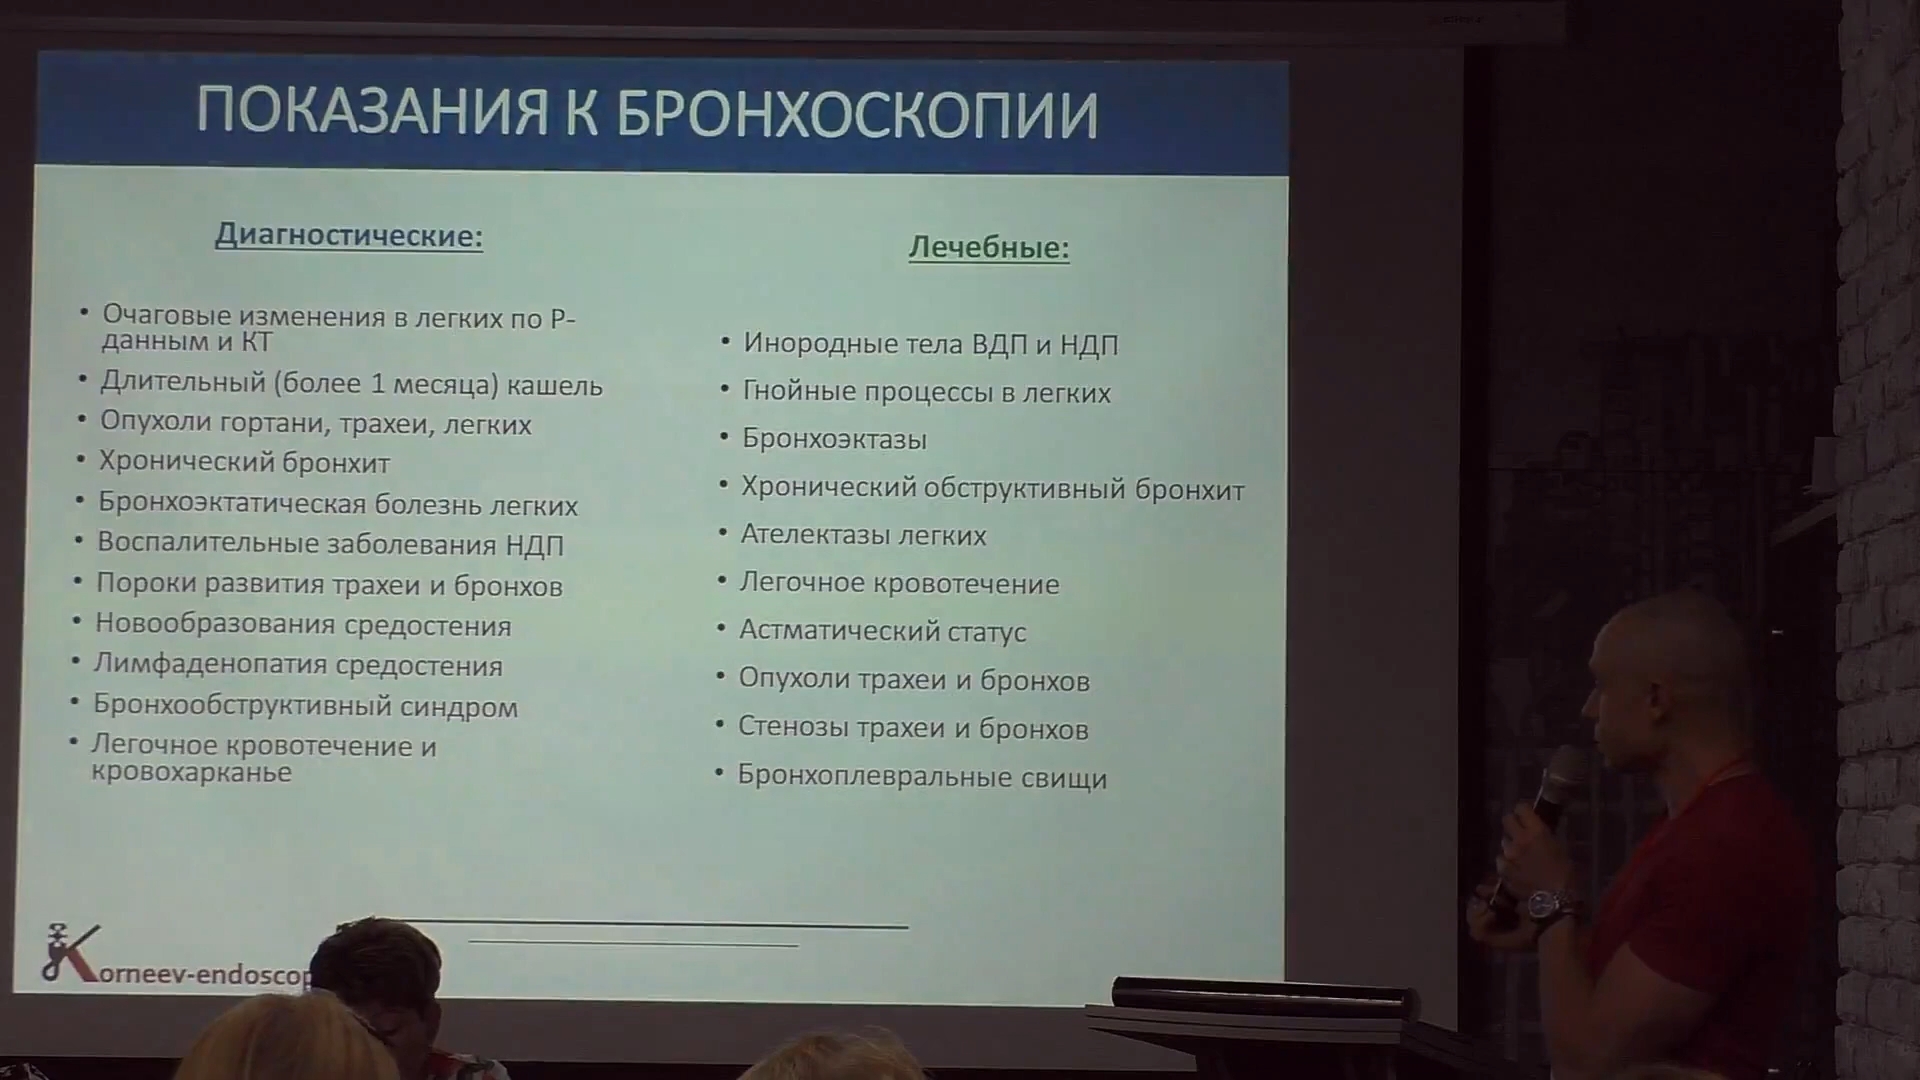 ПОКАЗАНИЯ К БРОНХОСКОПИИ
Диагностические:
• Очаговые изменения в легких по Р-
данным и КТ
• Длительный (более 1 месяца) кашель
• Опухоли гортани, трахеи, легких
• Хронический бронхит
• Бронхоэктатическая болезнь легких
• Воспалительные заболевания НДП
• Пороки развития трахеи и бронхов
• Новообразования средостения
• Лимфаденопатия средостения
• Бронхообструктивный синдром
• Легочное кровотечение и
кровохарканье
Лечебные:
• Инородные тела ВДП и НДП
• Гнойные процессы в легких
• Бронхоэктазы
• Хронический обструктивный бронхит
• Ателектазы легких
• Легочное кровотечение
• Астматический статус
• Опухоли трахеи и бронхов
• Стенозы трахеи и бронхов
• Бронхоплевральные свищи
Korneev-endoscop